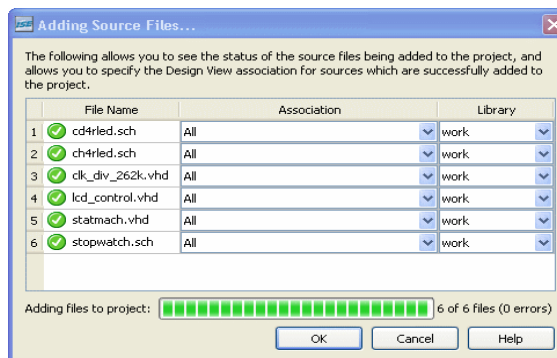 ISE Adding Source Files...
The following allows you to see the status of the source files being added to the project, and
allows you to specify the Design View association for sources which are successfully added to
the project.
File Name Association Library
1 cd4rled.sch All work
2 ch4rled.sch All work
3 clk_div_262k.vhd All work
4 lcd_control.vhd All work
5 statmach.vhd All work
6 stopwatch.sch All work
Adding files to project: 6 of 6 files (0 errors)
OK Cancel Help